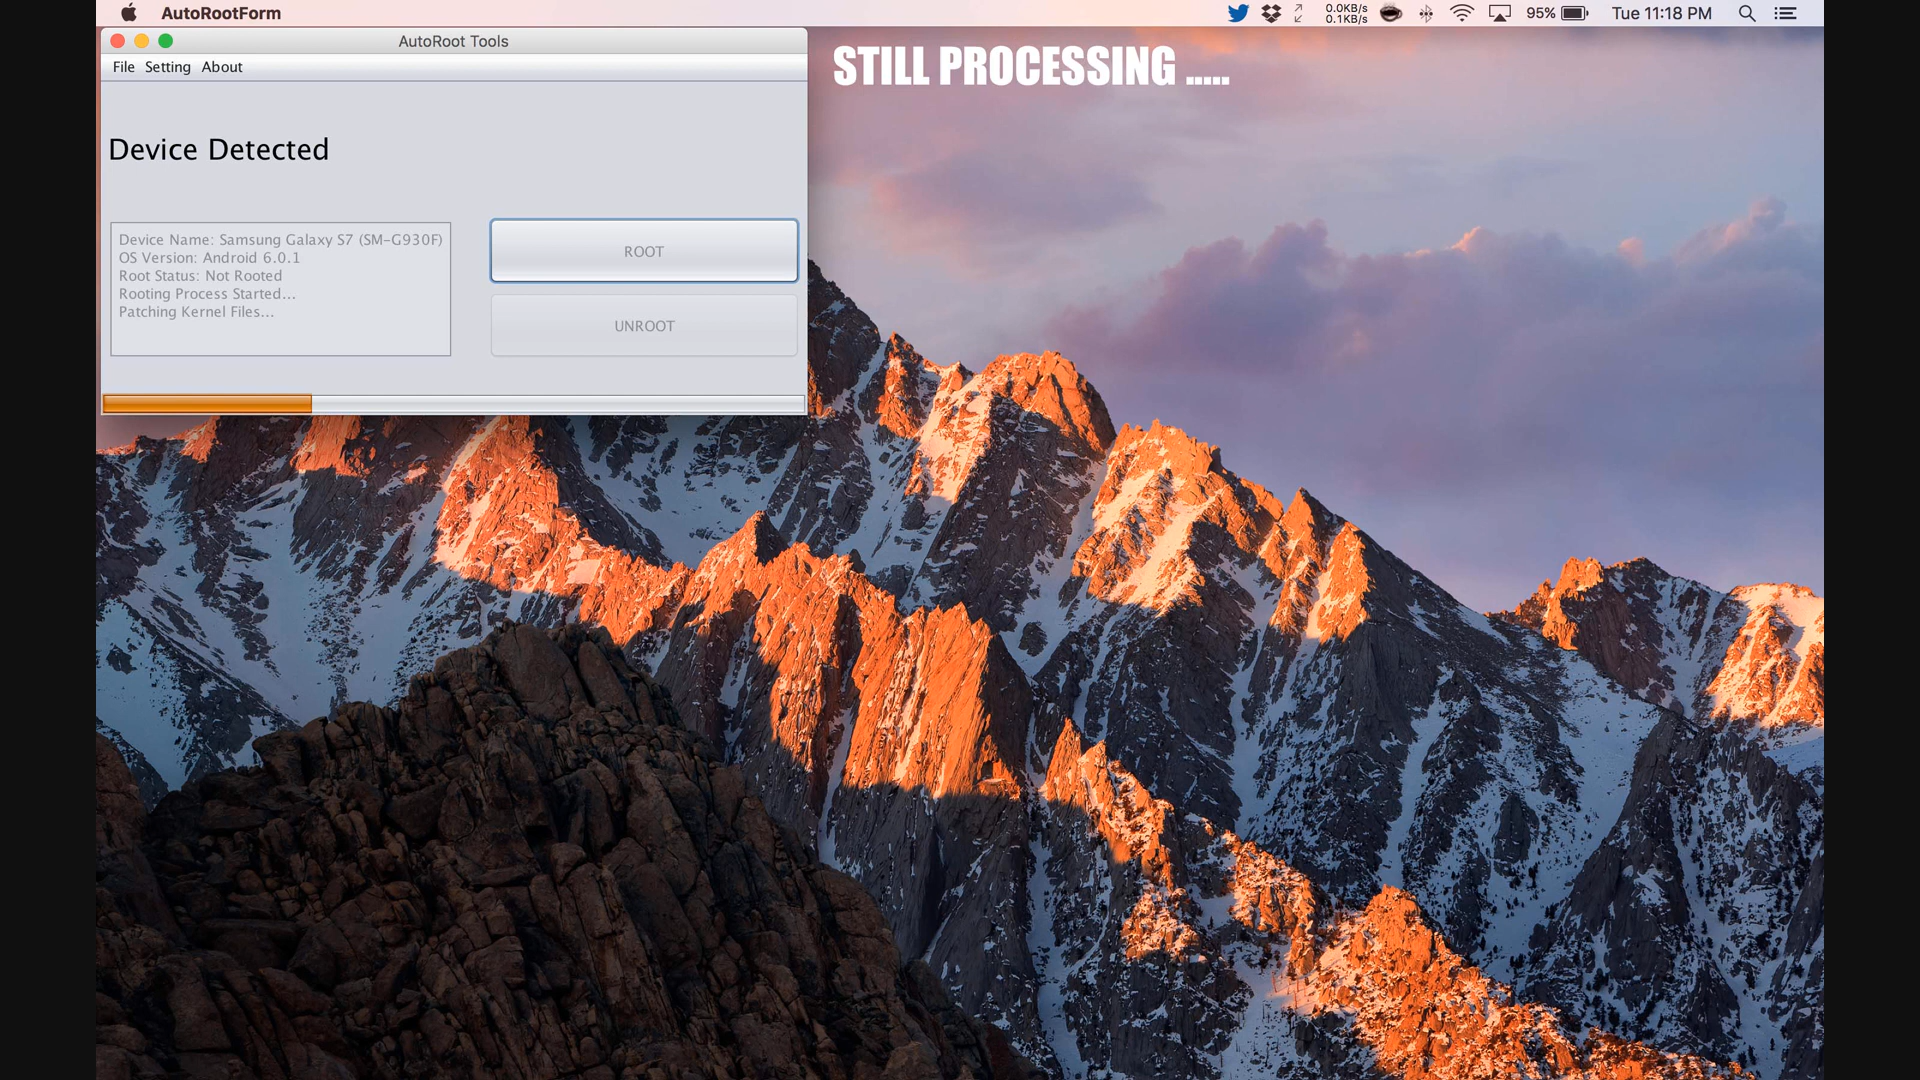 AutoRootForm
0.0KB/s
0.1KB/s
95%
Tue 11:18 PM
AutoRoot Tools
File Setting About
STILL PROCESSING .....
Device Detected
Device Name: Samsung Galaxy S7 (SM-G930F)
OS Version: Android 6.0.1
Root Status: Not Rooted
Rooting Process Started...
Patching Kernel Files...
ROOT
UNROOT